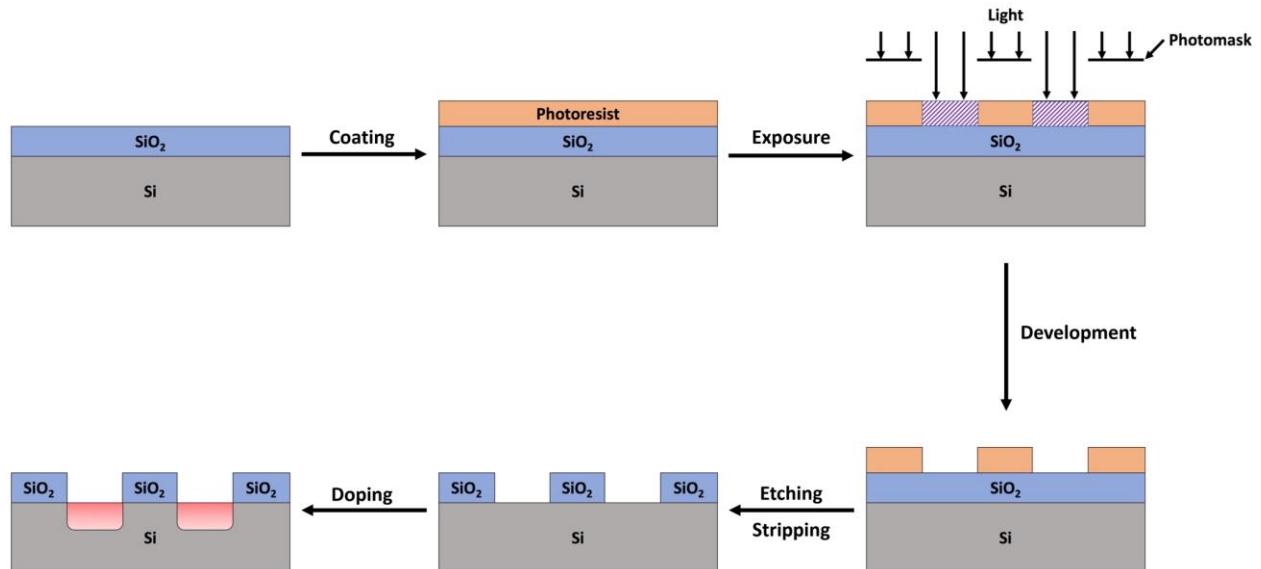 Light
Photomask
Photoresist
SiO₂
Coating
SiO₂
Exposure
SiO₂
Si
Si
Si
Development
SiO₂
SiO₂
SiO₂
Doping
SiO₂
SiO₂
SiO₂
Etching
Stripping
SiO₂
Si
Si
Si